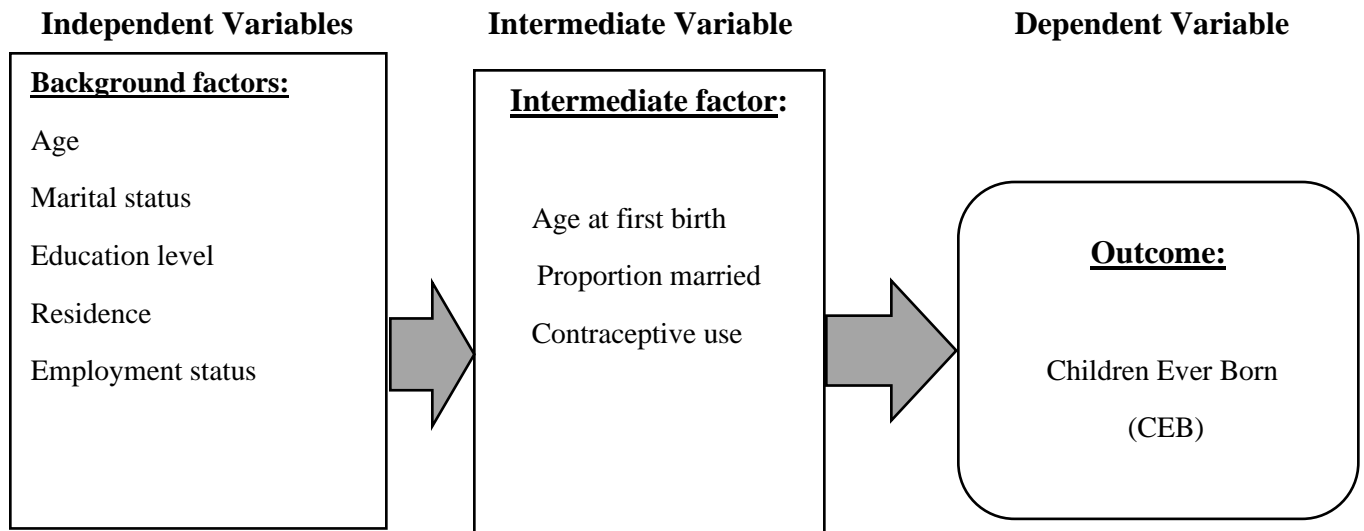 Independent Variables
Background factors:
Age
Marital status
Education level
Residence
Employment status
Intermediate Variable
Intermediate factor:
Age at first birth
Proportion married
Contraceptive use
Dependent Variable
Outcome:
Children Ever Born
(CEB)